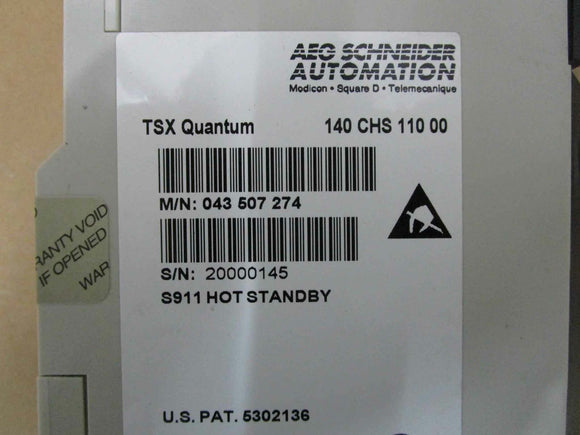 AEG SCHNEIDER
AUTOMATION
Modicon • Square D • Telemecanique
TSX Quantum 140 CHS 110 00
M/N: 043 507 274
S/N: 20000145
S911 HOT STANDBY
U.S. PAT. 5302136
RANTY VOID
IF OPENED
WAR